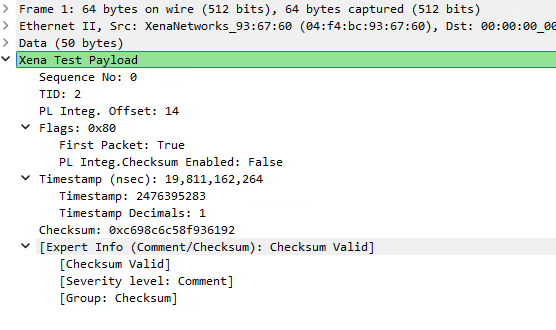 Frame 1: 64 bytes on wire (512 bits), 64 bytes captured (512 bits)
Ethernet II, Src: XenaNetworks_93:67:60 (04:f4:bc:93:67:60), Dst: 00:00:00_00
Data (50 bytes)
Xena Test Payload
Sequence No: 0
TID: 2
PL Integ. Offset: 14
Flags: 0x80
First Packet: True
PL Integ.Checksum Enabled: False
Timestamp (nsec): 19,811,162,264
Timestamp: 2476395283
Timestamp Decimals: 1
Checksum: 0xc698c6c58f936192
[Expert Info (Comment/Checksum): Checksum Valid]
[Checksum Valid]
[Severity level: Comment]
[Group: Checksum]